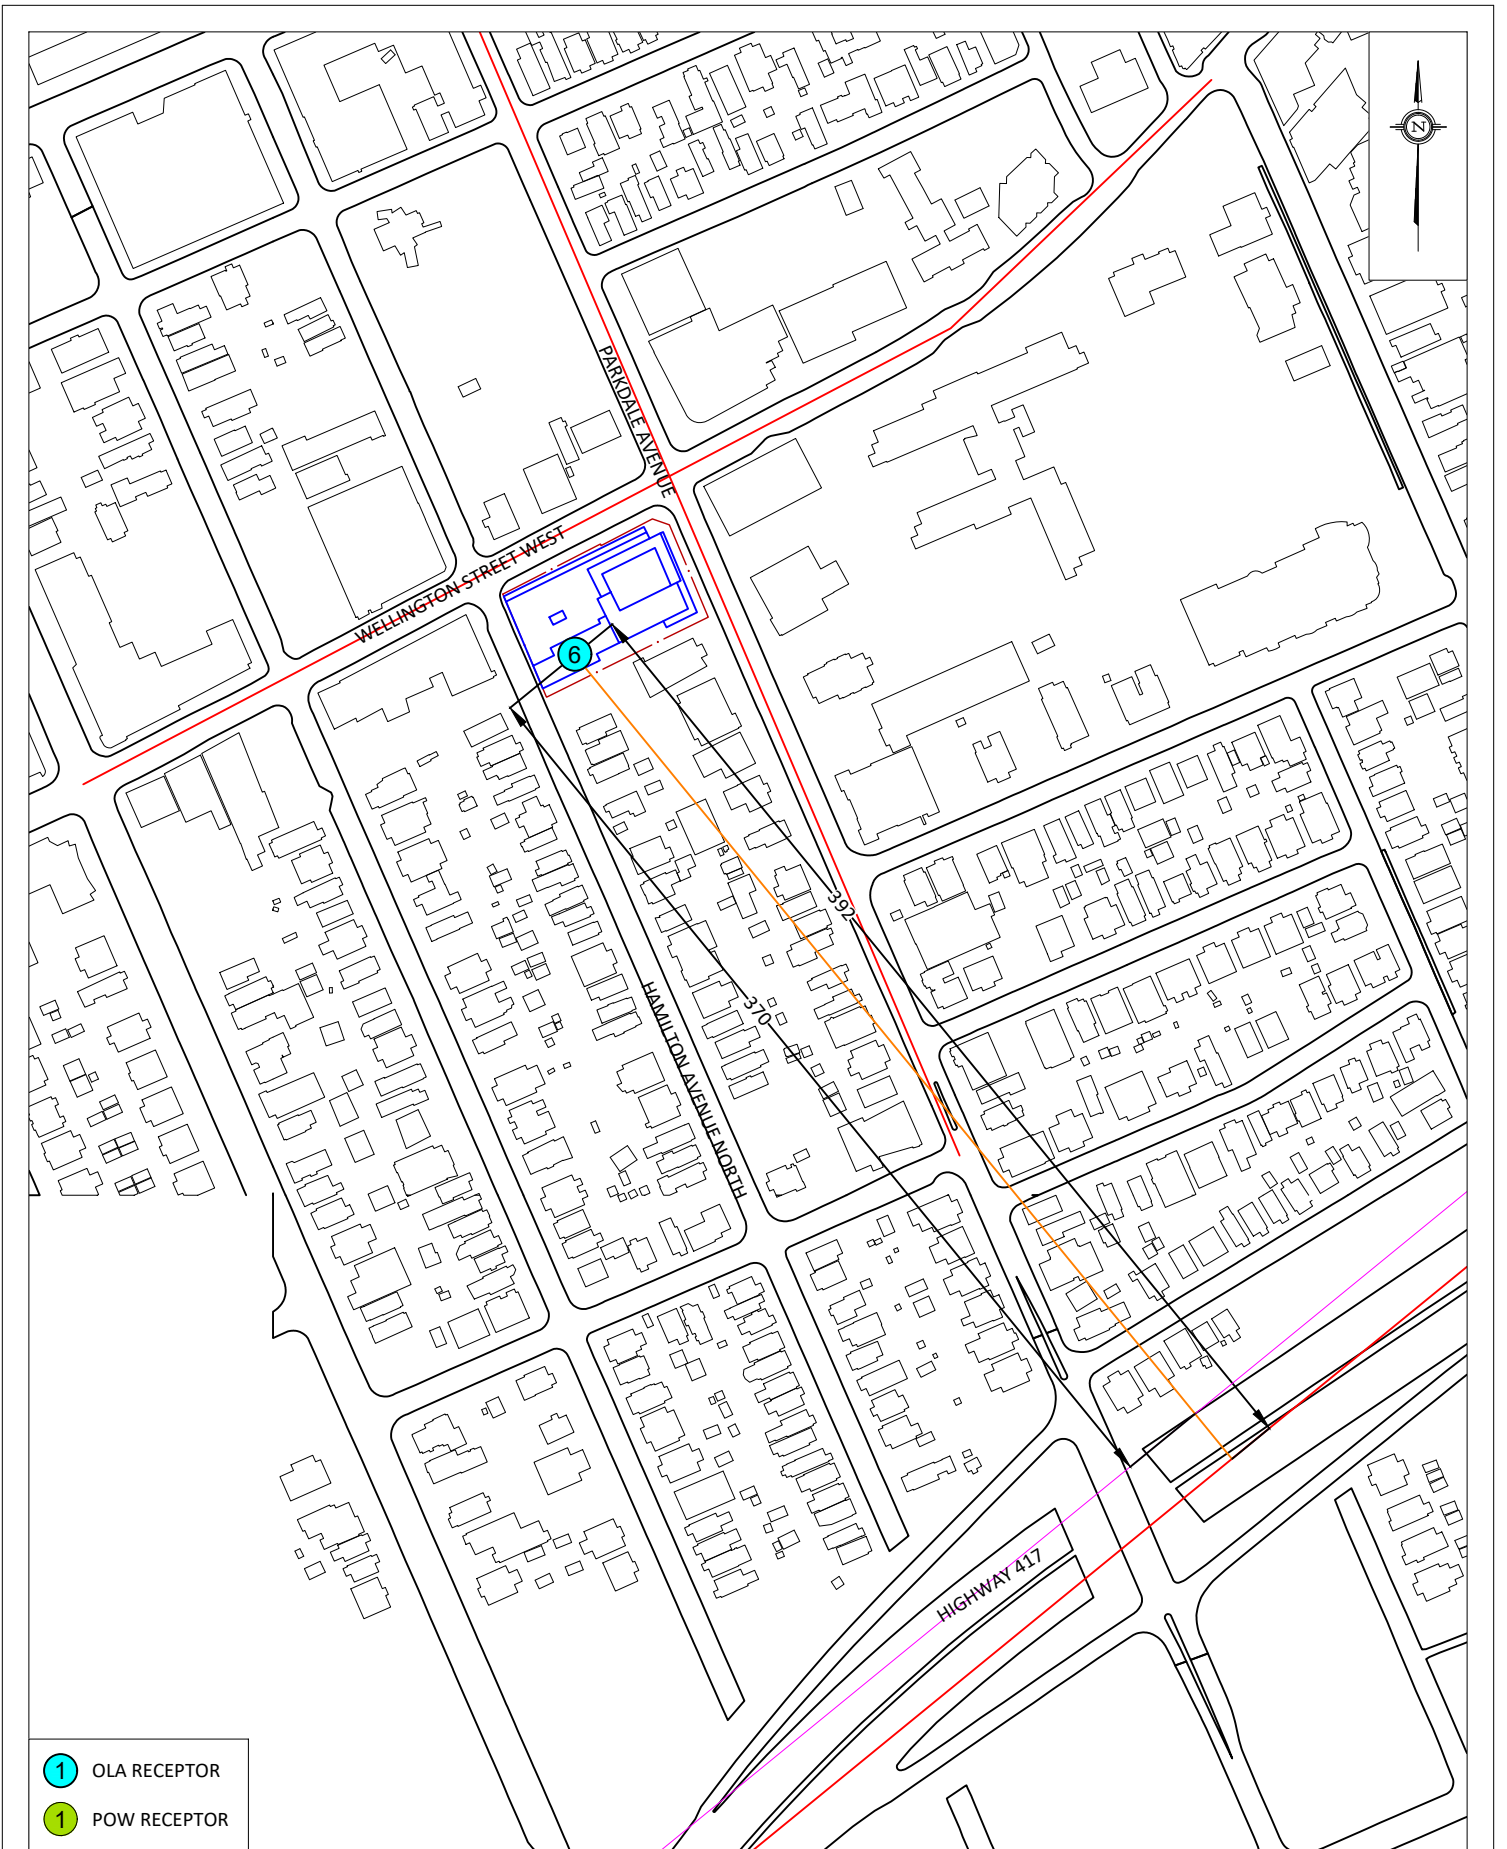 N
PARKDALE AVENUE
WELLINGTON STREET WEST
6
392
370
HAMILTON AVENUE NORTH
HIGHWAY 417
1 OLA RECEPTOR
1 POW RECEPTOR